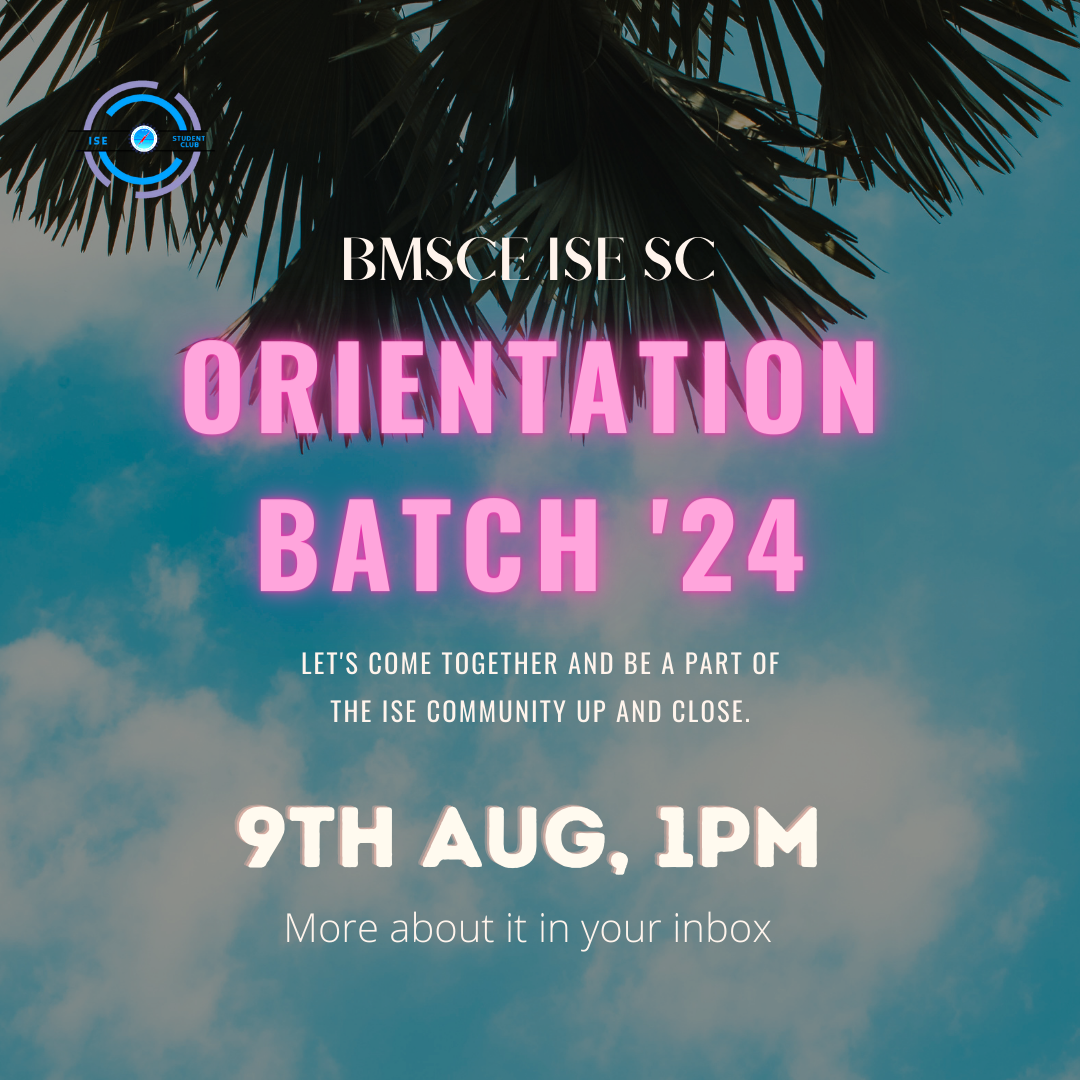 ISE
STUDENT
CLUB
BMSCE ISE SC
ORIENTATION
BATCH '24
LET'S COME TOGETHER AND BE A PART OF
THE ISE COMMUNITY UP AND CLOSE.
9TH AUG, 1PM
More about it in your inbox